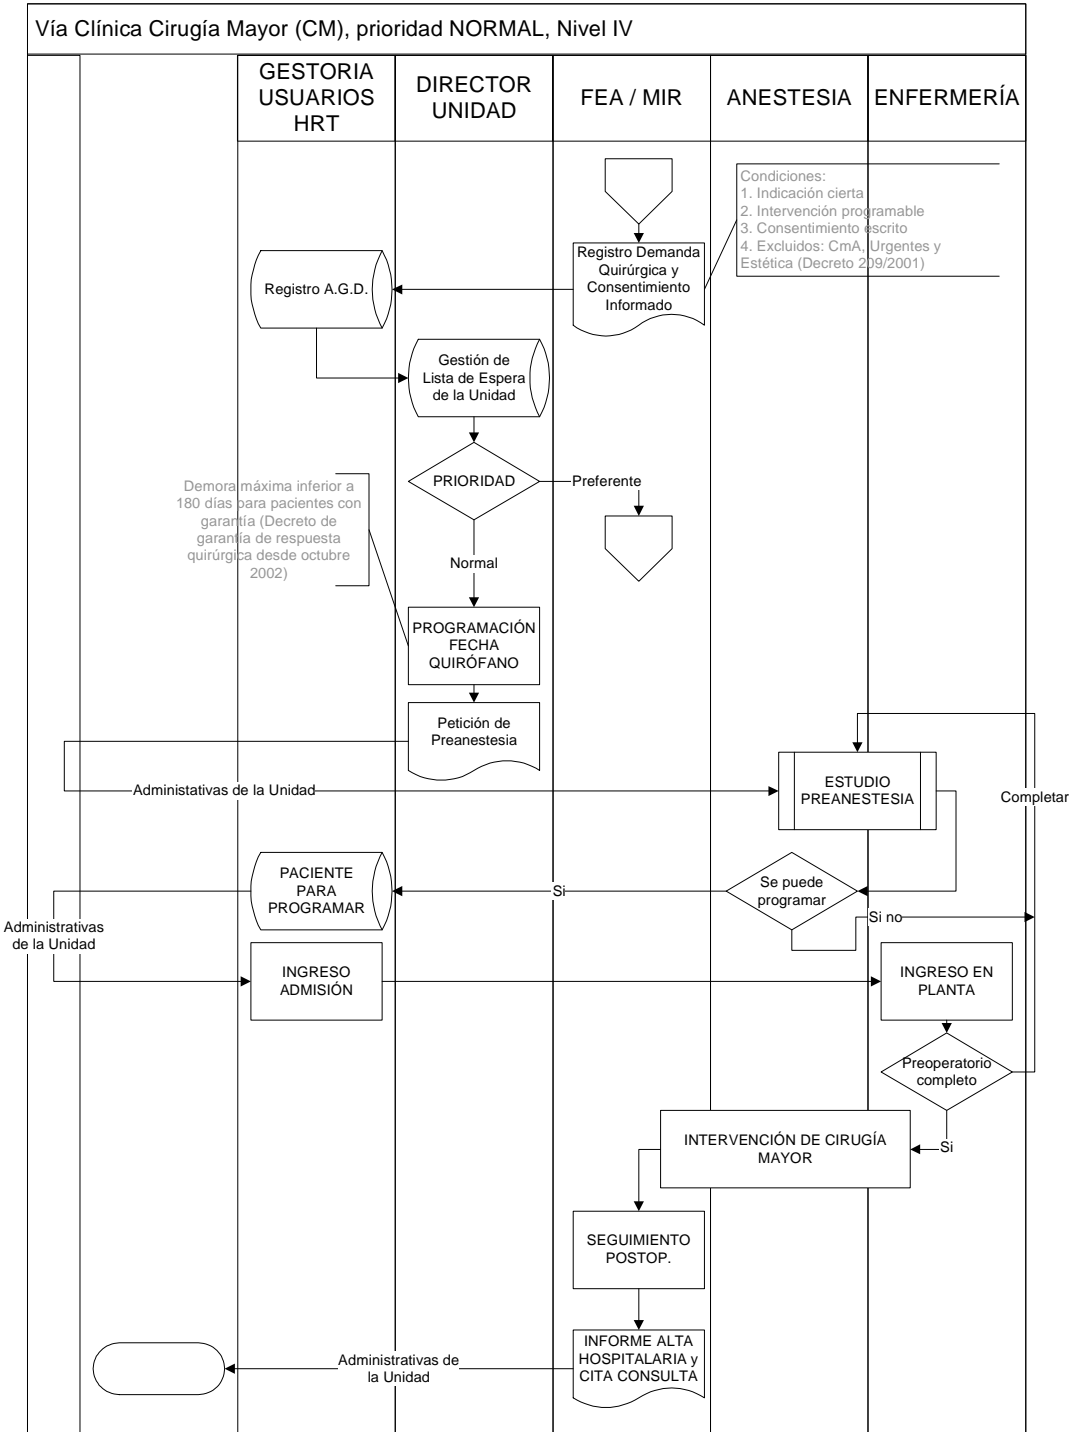 Vía Clínica Cirugía Mayor (CM), prioridad NORMAL, Nivel IV
GESTORIA
USUARIOS
HRT
DIRECTOR
UNIDAD
FEA / MIR
ANESTESIA
ENFERMERÍA
Condiciones:
1. Indicación cierta
2. Intervención programable
3. Consentimiento escrito
4. Excluidos: CmA, Urgentes y
Estética (Decreto 209/2001)
Registro Demanda
Quirúrgica y
Consentimiento
Informado
Registro A.G.D.
Gestión de
Lista de Espera
de la Unidad
PRIORIDAD
Preferente
Demora máxima inferior a
180 días para pacientes con
garantía (Decreto de
garantía de respuesta
quirúrgica desde octubre
2002)
Normal
PROGRAMACIÓN
FECHA
QUIRÓFANO
Petición de
Preanestesia
Administativas de la Unidad
ESTUDIO
PREANESTESIA
Completar
PACIENTE
PARA
PROGRAMAR
Si
Se puede
programar
Si no
Administrativas
de la Unidad
INGRESO
ADMISIÓN
INGRESO EN
PLANTA
Preoperatorio
completo
Si
INTERVENCIÓN DE CIRUGÍA
MAYOR
SEGUIMIENTO
POSTOP.
INFORME ALTA
HOSPITALARIA y
CITA CONSULTA
Administrativas de
la Unidad